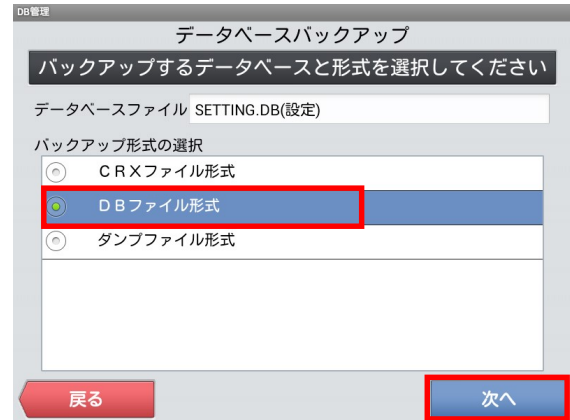 DB管理
データベースバックアップ
バックアップするデータベースと形式を選択してください
データベースファイル SETTING.DB(設定)
バックアップ形式の選択
ＣＲＸファイル形式
ＤＢファイル形式
ダンプファイル形式
戻る 次へ